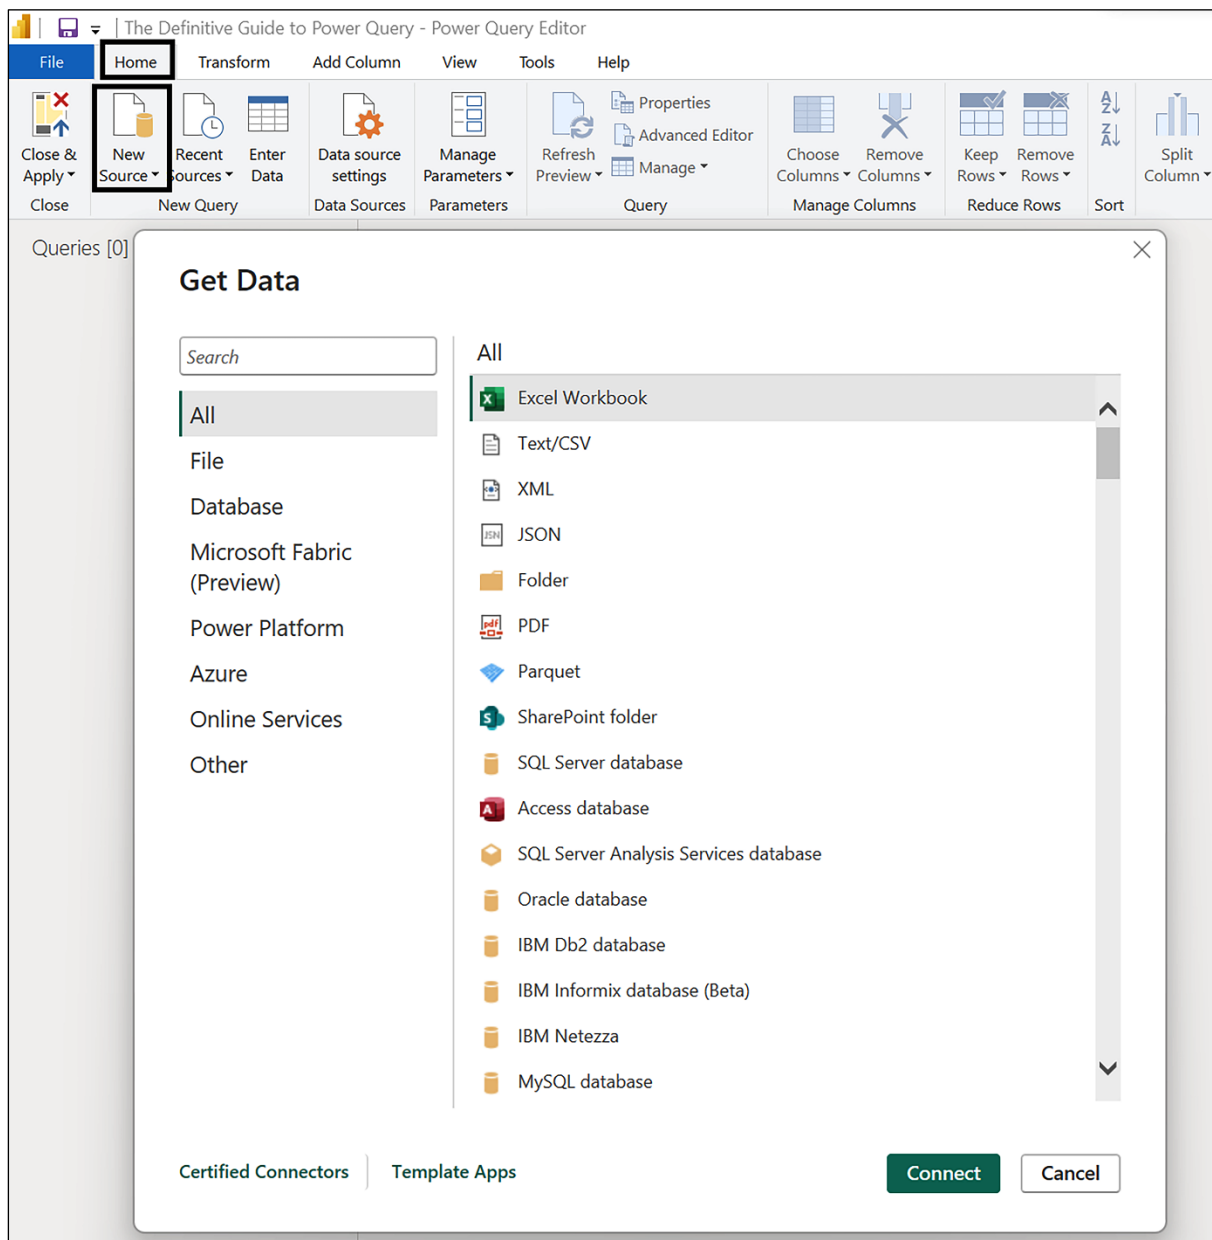 The Definitive Guide to Power Query - Power Query Editor
File Home Transform Add Column View Tools Help
Close & Apply
New Source
Recent Sources
Enter Data
Data source settings
Manage Parameters
Refresh Preview
Properties
Advanced Editor
Manage
Choose Columns
Remove Columns
Keep Rows
Remove Rows
A
Z
Z
A
Split Column
Close New Query Data Sources Parameters Query Manage Columns Reduce Rows Sort
Queries [0]
Get Data
Search
All
File
Database
Microsoft Fabric
(Preview)
Power Platform
Azure
Online Services
Other
All
Excel Workbook
Text/CSV
XML
JSON
Folder
PDF
Parquet
SharePoint folder
SQL Server database
Access database
SQL Server Analysis Services database
Oracle database
IBM Db2 database
IBM Informix database (Beta)
IBM Netezza
MySQL database
Certified Connectors
Template Apps
Connect
Cancel